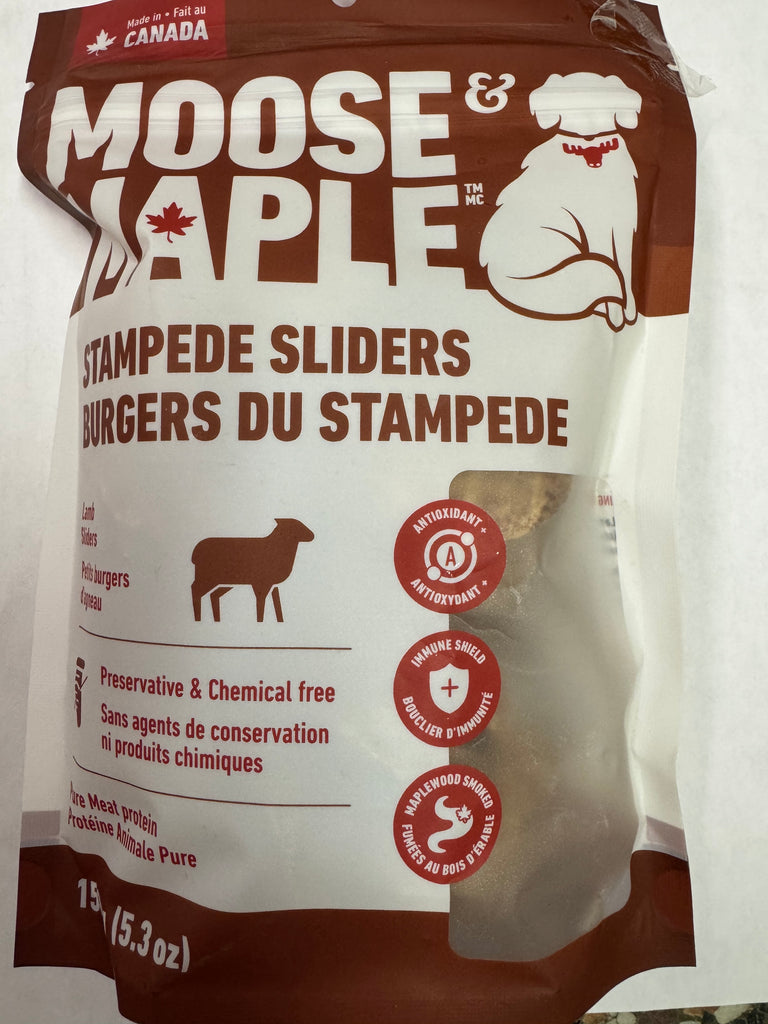 Made in • Fait au
CANADA
MOOSE &
MAPLE
TM
MC
STAMPEDE SLIDERS
BURGERS DU STAMPEDE
Lamb
Sliders
Petits burgers
d'agneau
ANTIOXIDANT +
A
ANTIOXYDANT +
IMMUNE SHIELD
BOUCLIER D'IMMUNITÉ
Preservative & Chemical free
Sans agents de conservation
ni produits chimiques
MAPLEWOOD SMOKED
FUMÉES AU BOIS D'ÉRABLE
Pure Meat protein
Protéine Animale Pure
(5.3 oz)